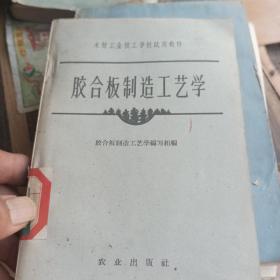 木材工业技工学校试用教材
胶合板制造工艺学
胶合板制造工艺学编写组编
农业出版社